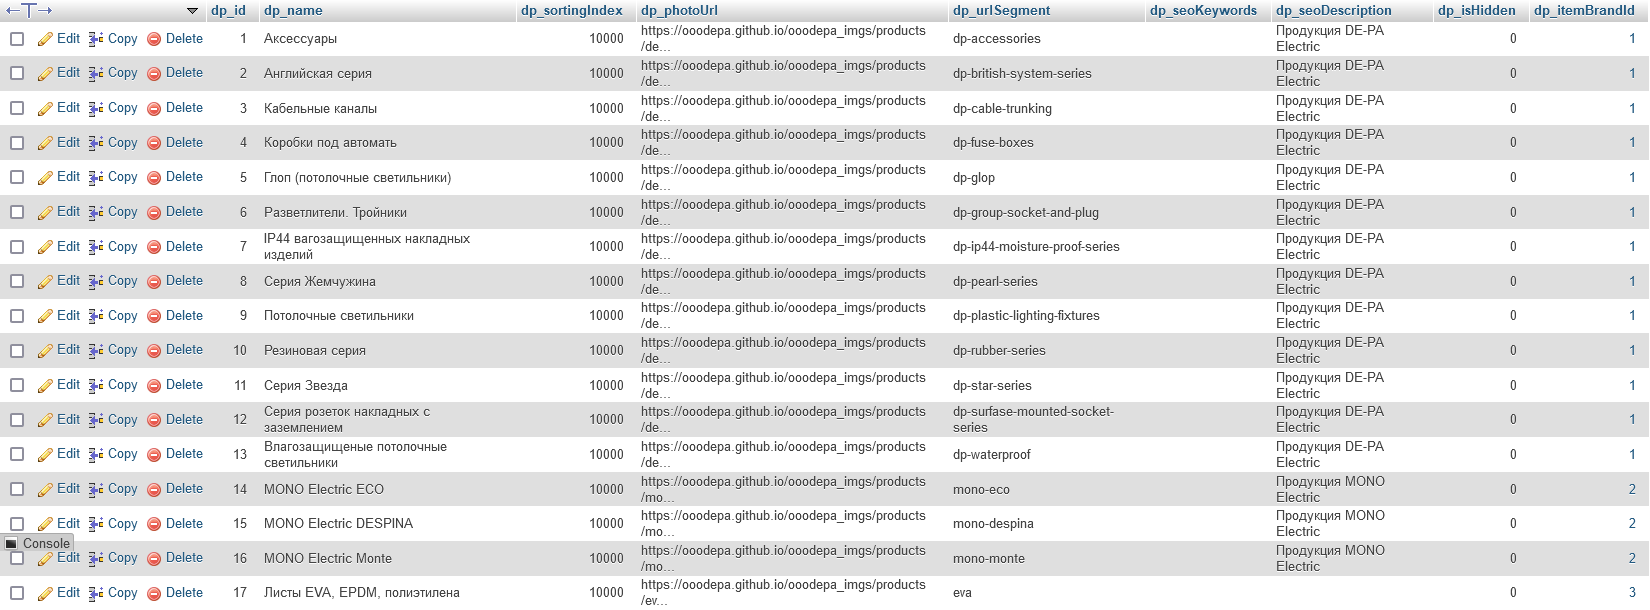 dp_id dp_name dp_sortingIndex dp_photoUrl dp_urlSegment dp_seoKeywords dp_seoDescription dp_isHidden dp_itemBrandId
Edit Copy Delete 1 Аксессуары 10000 https://ooodepa.github.io/ooodepa_imgs/products dp-accessories Продукция DE-PA 0 1
/de... Electric
Edit Copy Delete 2 Английская серия 10000 https://ooodepa.github.io/ooodepa_imgs/products dp-british-system-series Продукция DE-PA 0 1
/de... Electric
Edit Copy Delete 3 Кабельные каналы 10000 https://ooodepa.github.io/ooodepa_imgs/products dp-cable-trunking Продукция DE-PA 0 1
/de... Electric
Edit Copy Delete 4 Коробки под автомать 10000 https://ooodepa.github.io/ooodepa_imgs/products dp-fuse-boxes Продукция DE-PA 0 1
/de... Electric
Edit Copy Delete 5 Глоп (потолочные светильники) 10000 https://ooodepa.github.io/ooodepa_imgs/products dp-glop Продукция DE-PA 0 1
/de... Electric
Edit Copy Delete 6 Разветлители. Тройники 10000 https://ooodepa.github.io/ooodepa_imgs/products dp-group-socket-and-plug Продукция DE-PA 0 1
/de... Electric
Edit Copy Delete 7 IP44 вагозащищенных накладных 10000 https://ooodepa.github.io/ooodepa_imgs/products dp-ip44-moisture-proof-series Продукция DE-PA 0 1
изделий /de... Electric
Edit Copy Delete 8 Серия Жемчужина 10000 https://ooodepa.github.io/ooodepa_imgs/products dp-pearl-series Продукция DE-PA 0 1
/de... Electric
Edit Copy Delete 9 Потолочные светильники 10000 https://ooodepa.github.io/ooodepa_imgs/products dp-plastic-lighting-fixtures Продукция DE-PA 0 1
/de... Electric
Edit Copy Delete 10 Резиновая серия 10000 https://ooodepa.github.io/ooodepa_imgs/products dp-rubber-series Продукция DE-PA 0 1
/de... Electric
Edit Copy Delete 11 Серия Звезда 10000 https://ooodepa.github.io/ooodepa_imgs/products dp-star-series Продукция DE-PA 0 1
/de... Electric
Edit Copy Delete 12 Серия розеток накладных с 10000 https://ooodepa.github.io/ooodepa_imgs/products dp-surfase-mounted-socket- Продукция DE-PA 0 1
заземлением /de... series Electric
Edit Copy Delete 13 Влагозащищеные потолочные 10000 https://ooodepa.github.io/ooodepa_imgs/products dp-waterproof Продукция DE-PA 0 1
светильники /de... Electric
Edit Copy Delete 14 MONO Electric ECO 10000 https://ooodepa.github.io/ooodepa_imgs/products mono-eco Продукция MONO 0 2
/mo... Electric
Edit Copy Delete 15 MONO Electric DESPINA 10000 https://ooodepa.github.io/ooodepa_imgs/products mono-despina Продукция MONO 0 2
/mo... Electric
Console
Edit Copy Delete 16 MONO Electric Monte 10000 https://ooodepa.github.io/ooodepa_imgs/products mono-monte Продукция MONO 0 2
/mo... Electric
Edit Copy Delete 17 Листы EVA, EPDM, полиэтилена 10000 https://ooodepa.github.io/ooodepa_imgs/products eva 0 3
/ev...